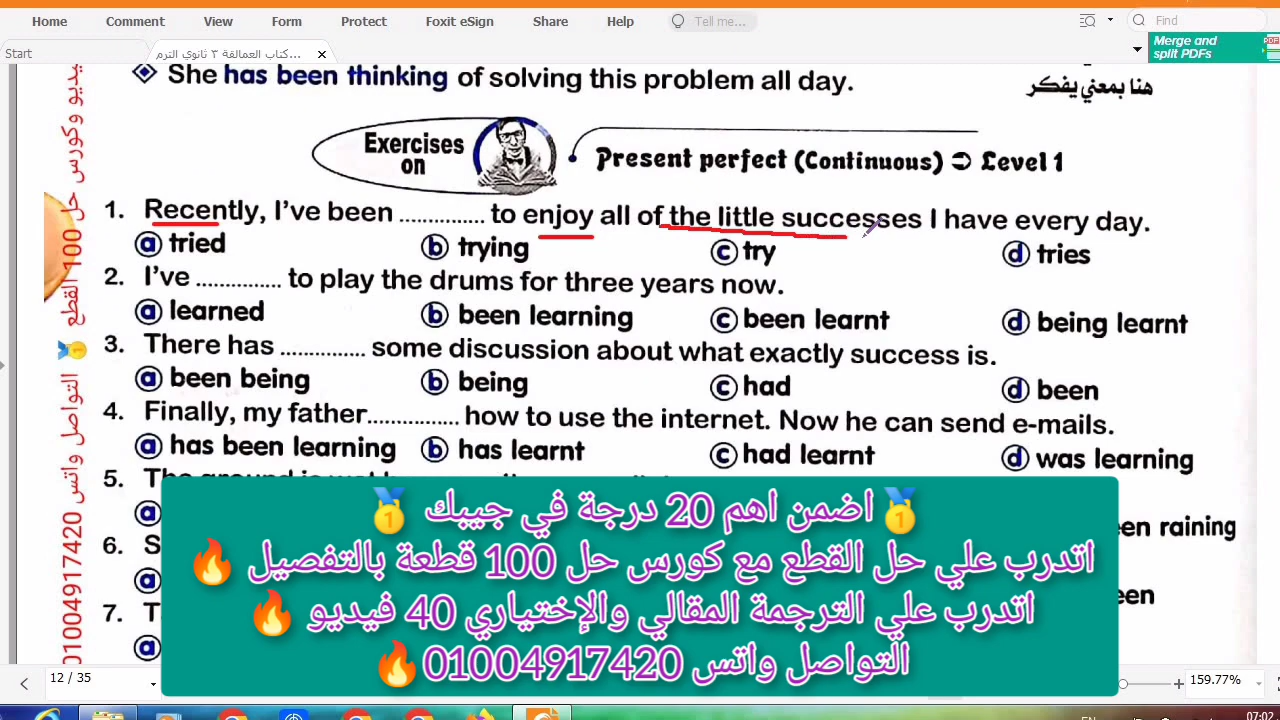 Home Comment View Form Protect Foxit eSign Share Help Tell me... Find
Start
كتاب العمالقة ٣ ثانوي الترم...
Merge and
split PDFs
She has been thinking of solving this problem all day.
هنا بمعني يفكر
Exercises
on
Present perfect (Continuous) ➲ Level 1
1. Recently, I've been .............. to enjoy all of the little successes I have every day.
a tried b trying c try d tries
2. I've .............. to play the drums for three years now.
a learned b been learning c been learnt d being learnt
3. There has .............. some discussion about what exactly success is.
a been being b being c had d been
4. Finally, my father............... how to use the internet. Now he can send e-mails.
a has been learning b has learnt c had learnt d was learning
5.
a een raining
6. S
a een
7. T
a
🥇اضمن اهم 20 درجة في جيبك 🥇
اتدرب علي حل القطع مع كورس حل 100 قطعة بالتفصيل 🔥
اتدرب علي الترجمة المقالي والإختياري 40 فيديو 🔥
التواصل واتس 01004917420🔥
يديو وكورس حل 100 القطع 🥇 التواصل واتس 01004917420
12 / 35
159.77%
EN
07:02